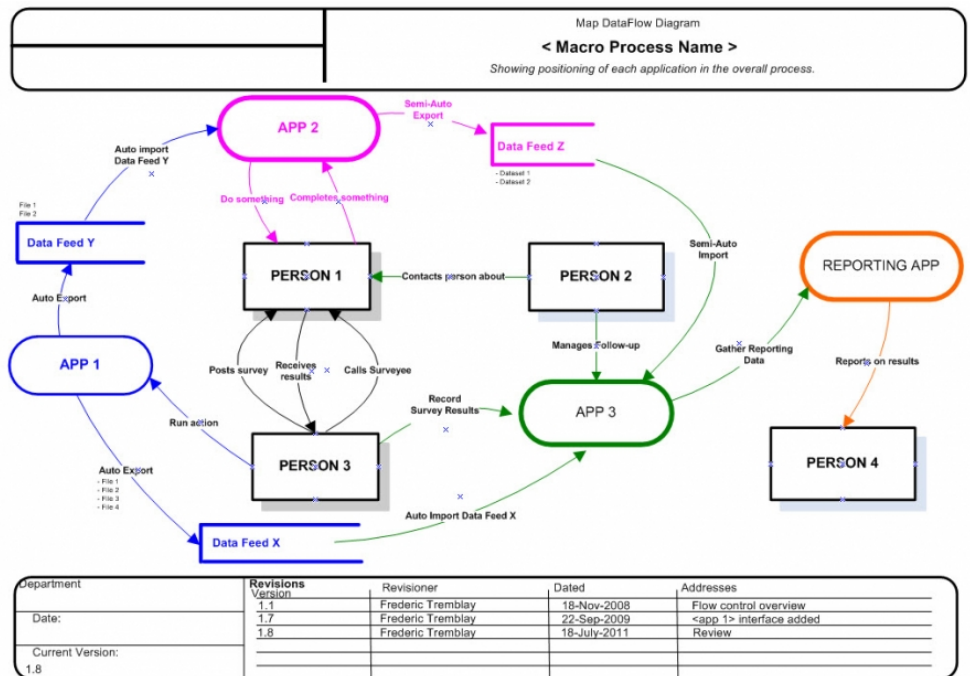 Map DataFlow Diagram
< Macro Process Name >
Showing positioning of each application in the overall process.
APP 2
Semi-Auto
Export
Data Feed Z
- Dataset 1
- Dataset 2
Auto import
Data Feed Y
Do something
Completes something
File 1
File 2
Data Feed Y
PERSON 1
Contacts person about
PERSON 2
Semi-Auto
Import
REPORTING APP
Auto Export
Manages Follow-up
Gather Reporting
Data
Reports on results
APP 1
Posts survey
Receives
results
Calls Surveyee
Run action
Record
Survey Results
APP 3
PERSON 3
PERSON 4
Auto Export
- File 1
- File 2
- File 3
- File 4
Auto Import Data Feed X
Data Feed X
Department
Date:
Current Version:
1.8
Revisions
Version Revisioner Dated Addresses
1.1 Frederic Tremblay 18-Nov-2008 Flow control overview
1.7 Frederic Tremblay 22-Sep-2009 <app 1> interface added
1.8 Frederic Tremblay 18-July-2011 Review